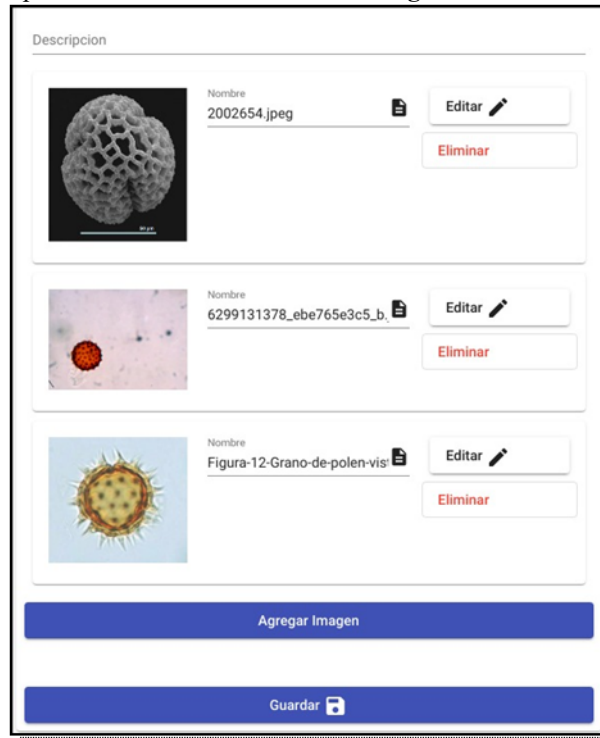 Descripcion
Nombre
2002654.jpeg
Editar
Eliminar
Nombre
6299131378_ebe765e3c5_b.
Editar
Eliminar
Nombre
Figura-12-Grano-de-polen-vis
Editar
Eliminar
Agregar Imagen
Guardar